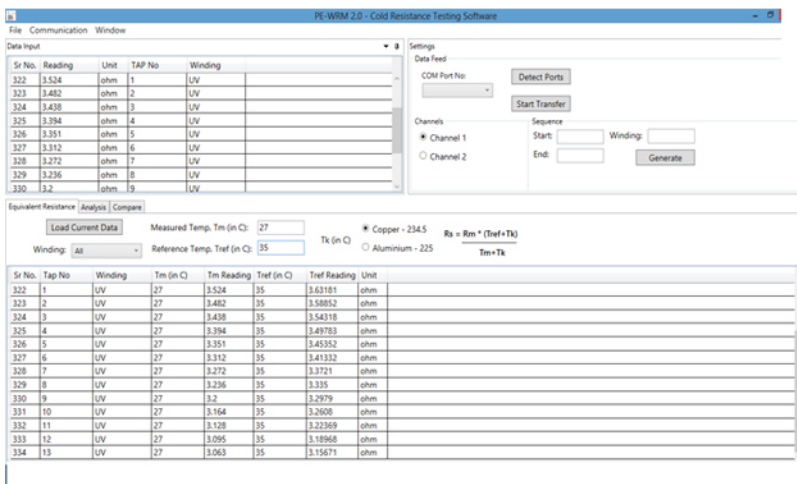 PE-WRM 2.0 - Cold Resistance Testing Software
File Communication Window
Data Input
Sr No. Reading Unit TAP No Winding
322 3.524 ohm 1 UV
323 3.482 ohm 2 UV
324 3.438 ohm 3 UV
325 3.394 ohm 4 UV
326 3.351 ohm 5 UV
327 3.312 ohm 6 UV
328 3.272 ohm 7 UV
329 3.236 ohm 8 UV
330 3.2 ohm 9 UV
Settings
Data Feed
COM Port No:
Detect Ports
Start Transfer
Channels
Channel 1
Channel 2
Sequence
Start: Winding:
End: Generate
Equivalent Resistance Analysis Compare
Load Current Data Measured Temp, Tm (in C): 27
Winding: All Reference Temp, Tref (in C): 35
Tk (in C)
Copper - 234.5
Aluminium - 225
Rs = Rm * (Tref+Tk)
Tm+Tk
Sr No. Tap No Winding Tm (in C) Tm Reading Tref (in C) Tref Reading Unit
322 1 UV 27 3.524 35 3.63181 ohm
323 2 UV 27 3.482 35 3.58852 ohm
324 3 UV 27 3.438 35 3.54318 ohm
325 4 UV 27 3.394 35 3.49783 ohm
326 5 UV 27 3.351 35 3.45352 ohm
327 6 UV 27 3.312 35 3.41332 ohm
328 7 UV 27 3.272 35 3.3721 ohm
329 8 UV 27 3.236 35 3.335 ohm
330 9 UV 27 3.2 35 3.2979 ohm
331 10 UV 27 3.164 35 3.2608 ohm
332 11 UV 27 3.128 35 3.22369 ohm
333 12 UV 27 3.095 35 3.18968 ohm
334 13 UV 27 3.063 35 3.15671 ohm